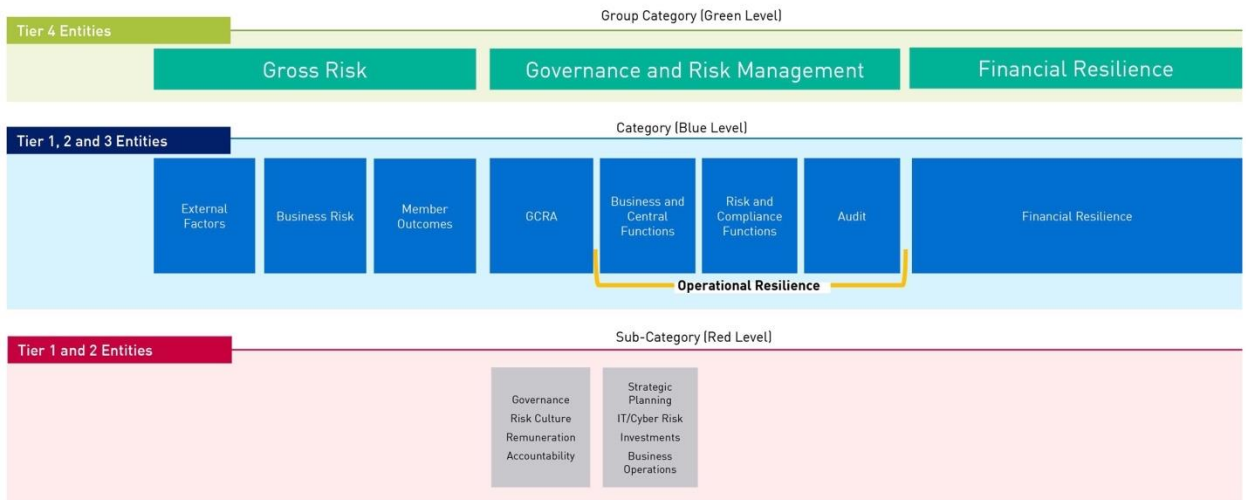 Group Category (Green Level)
Tier 4 Entities
Gross Risk
Governance and Risk Management
Financial Resilience
Category (Blue Level)
Tier 1, 2 and 3 Entities
External
Factors
Business Risk
Member
Outcomes
GCRA
Business and
Central
Functions
Risk and
Compliance
Functions
Audit
Financial Resilience
Operational Resilience
Sub-Category (Red Level)
Tier 1 and 2 Entities
Governance
Risk Culture
Remuneration
Accountability
Strategic
Planning
IT/Cyber Risk
Investments
Business
Operations